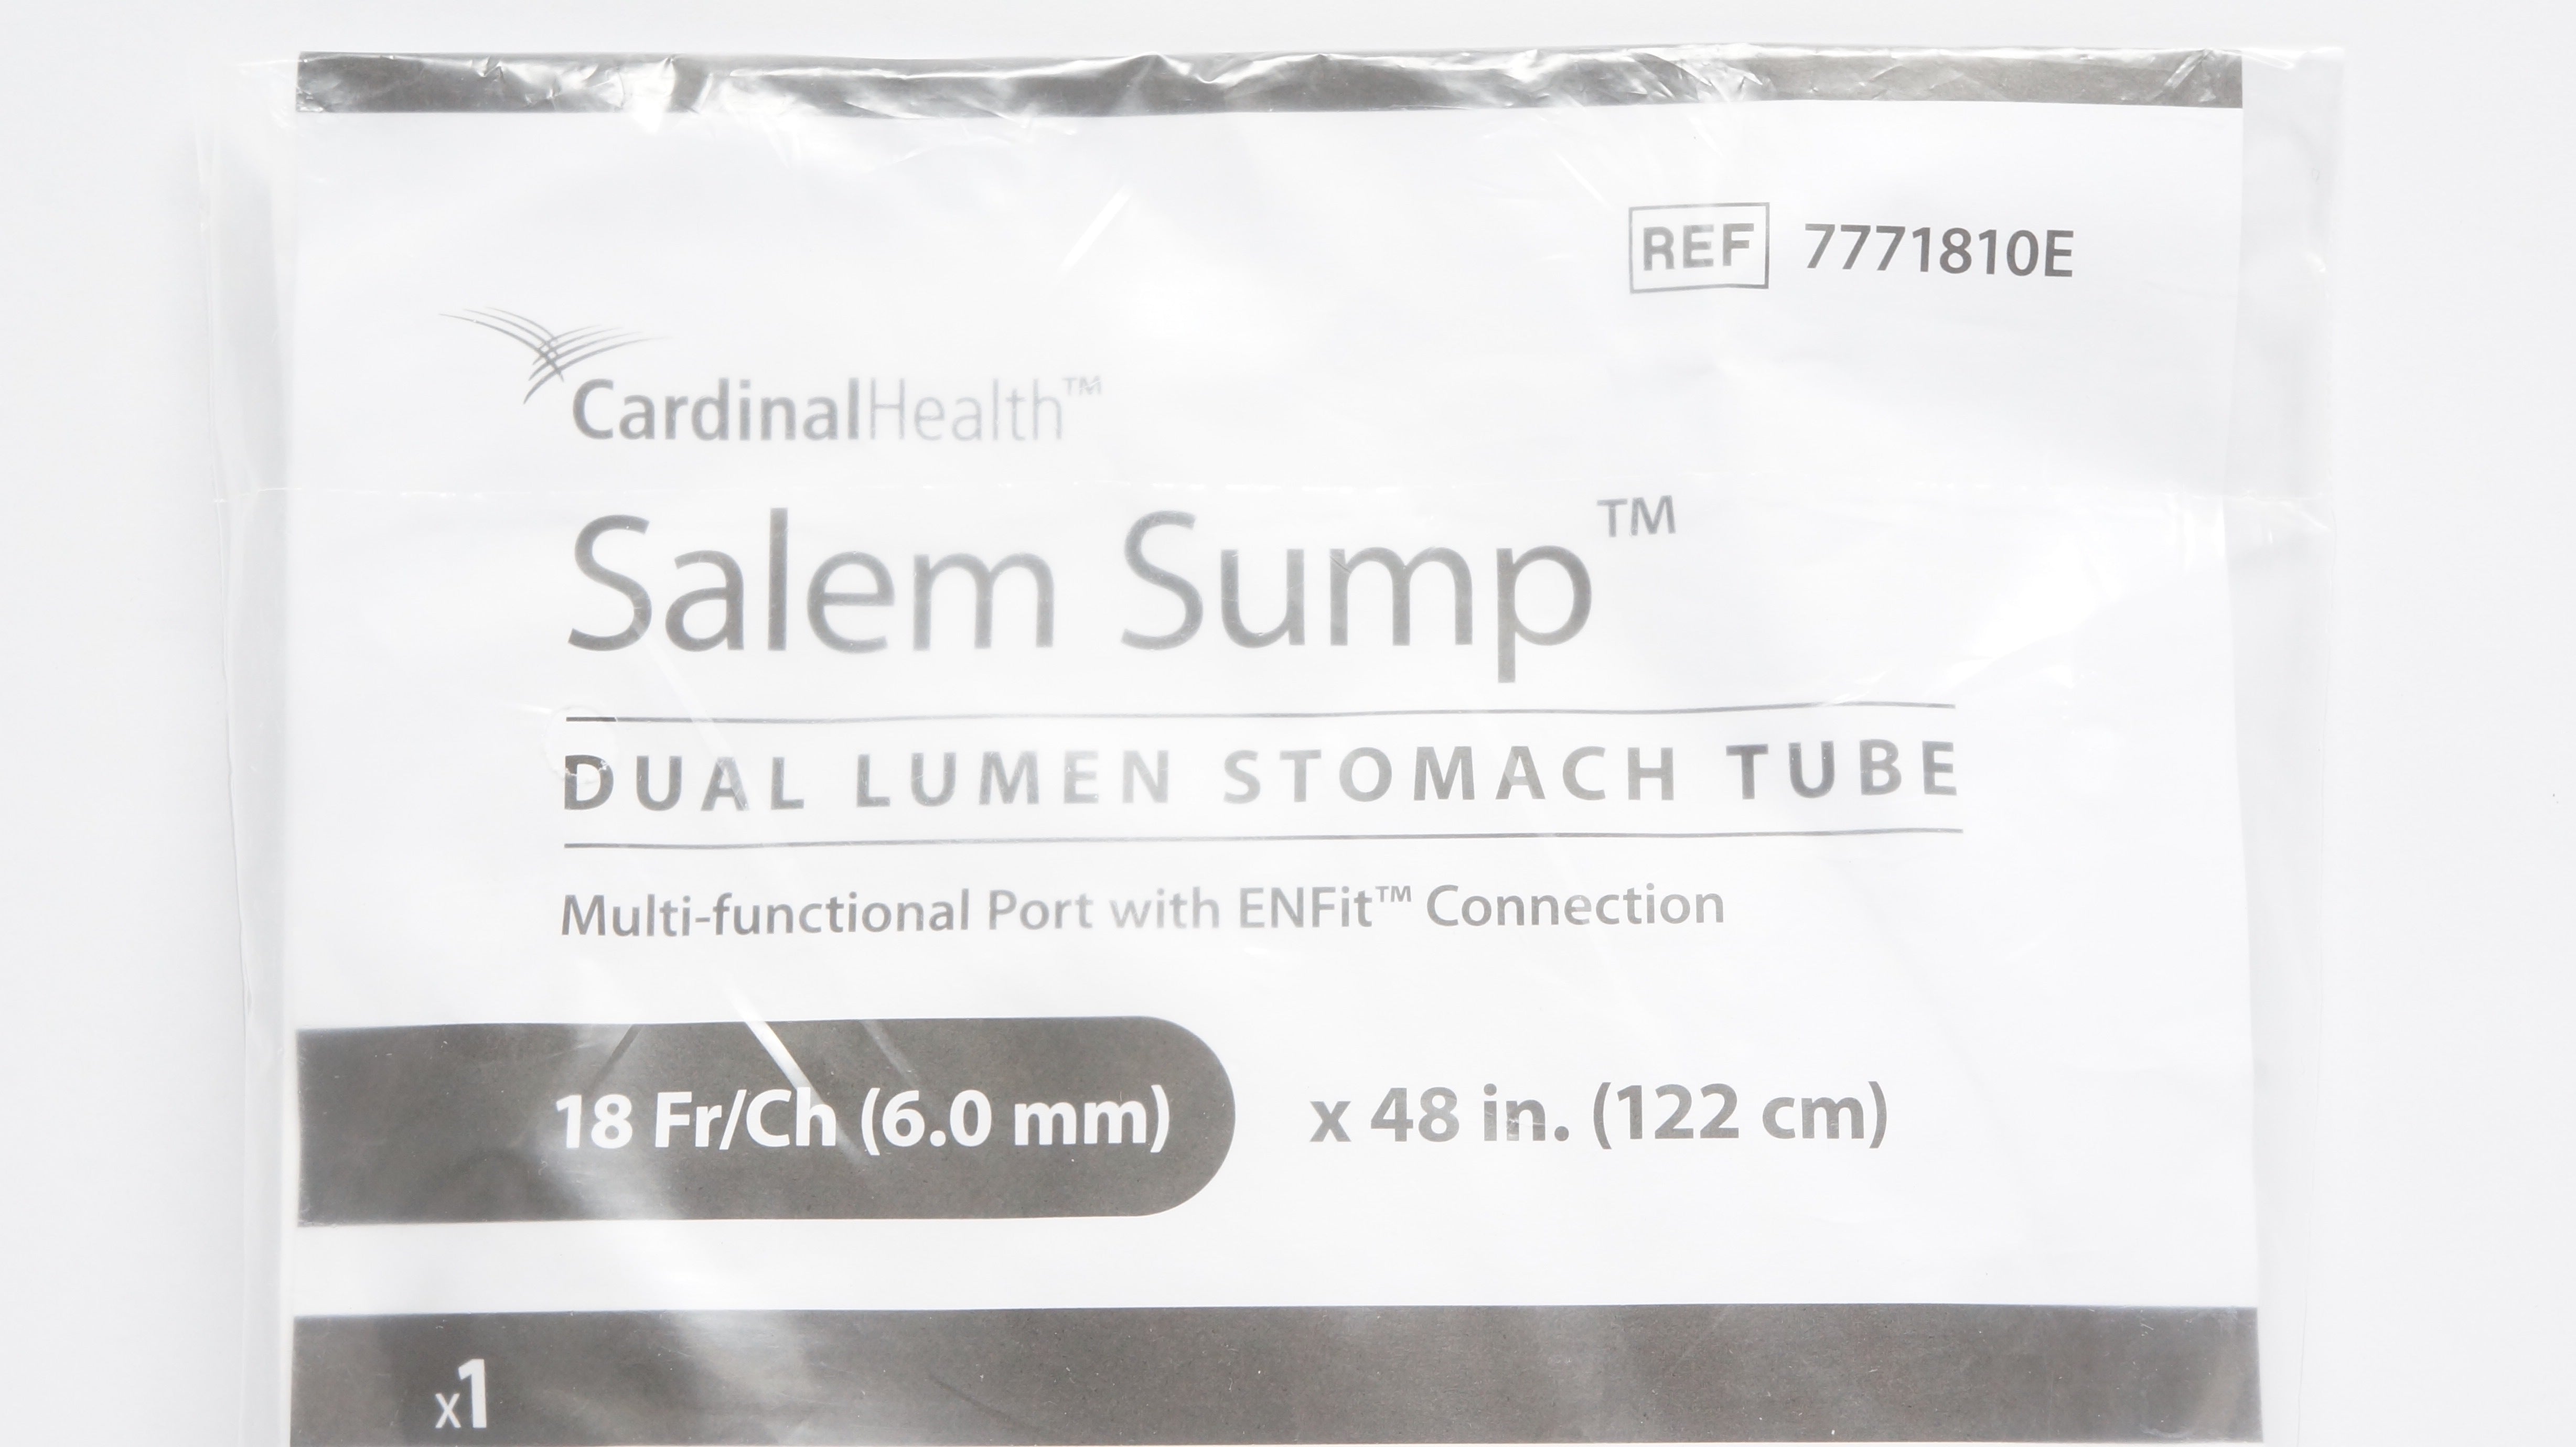 REF 7771810E
CardinalHealth™
Salem Sump™
DUAL LUMEN STOMACH TUBE
Multi-functional Port with ENFit™ Connection
18 Fr/Ch (6.0 mm) x 48 in. (122 cm)
x1